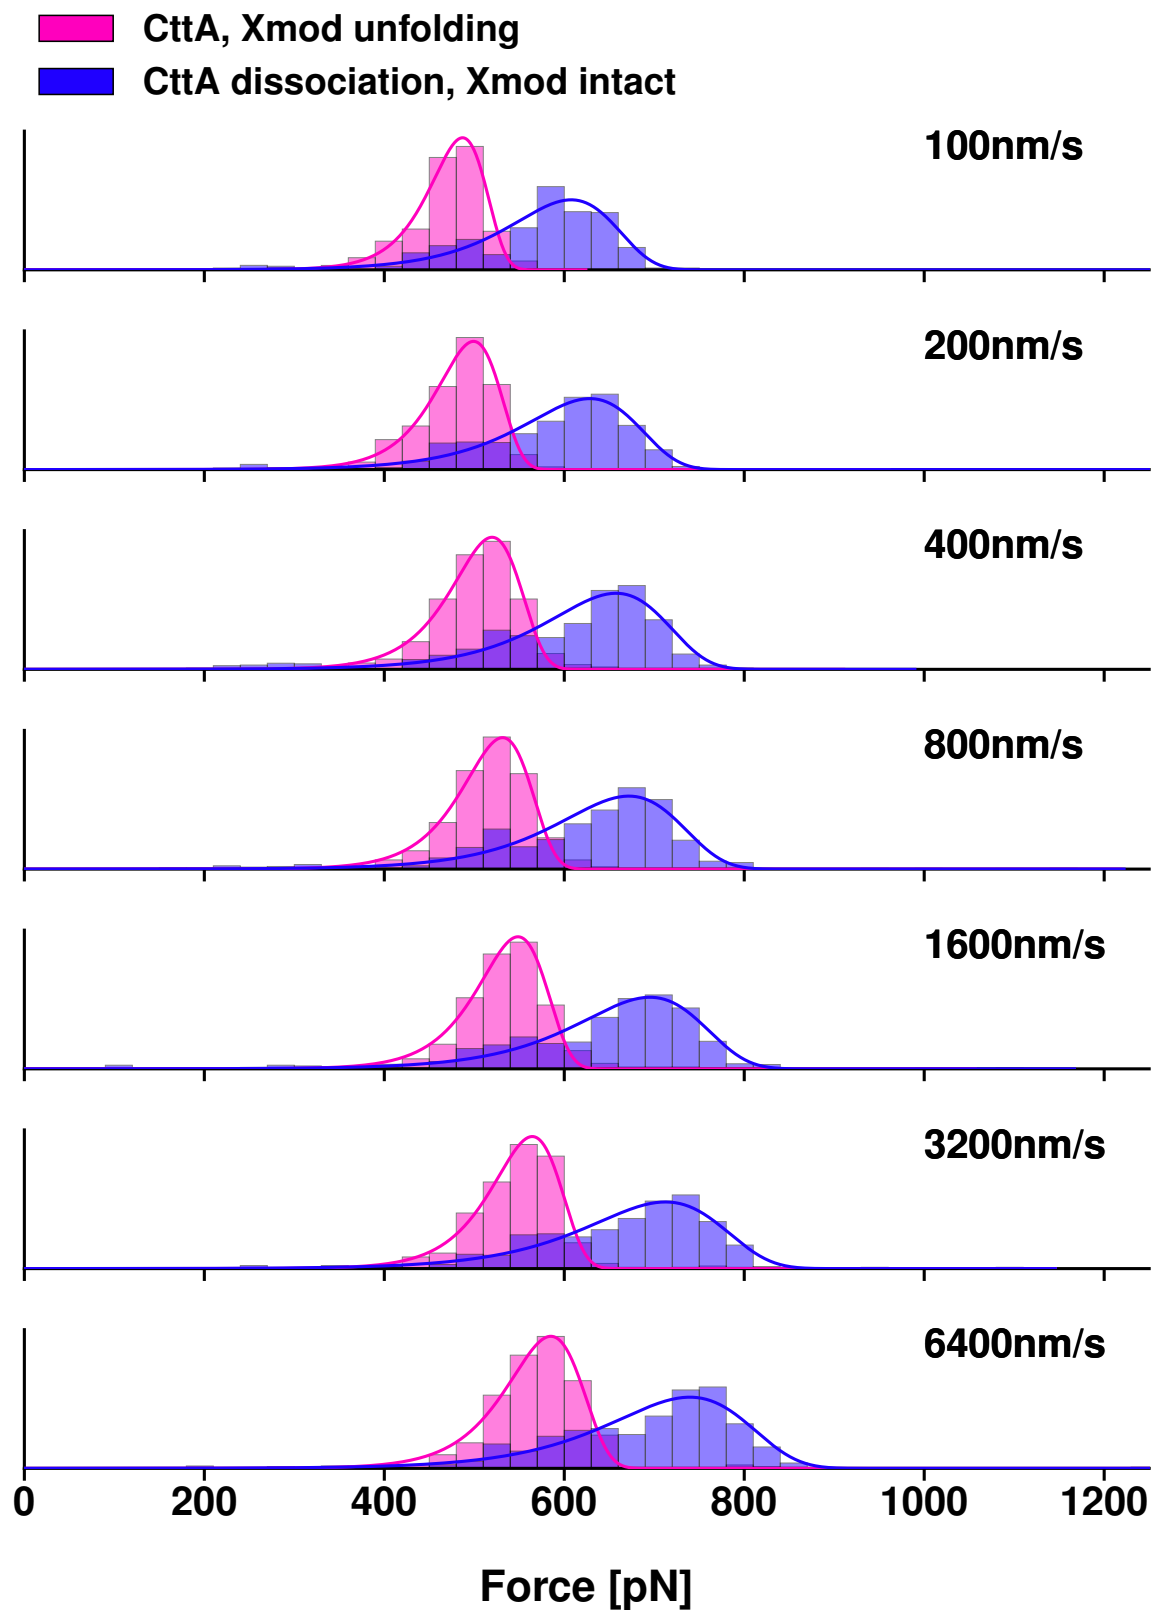 CttA, Xmod unfolding
CttA dissociation, Xmod intact
100nm/s
200nm/s
400nm/s
800nm/s
1600nm/s
3200nm/s
6400nm/s
0 200 400 600 800 1000 1200
Force [pN]